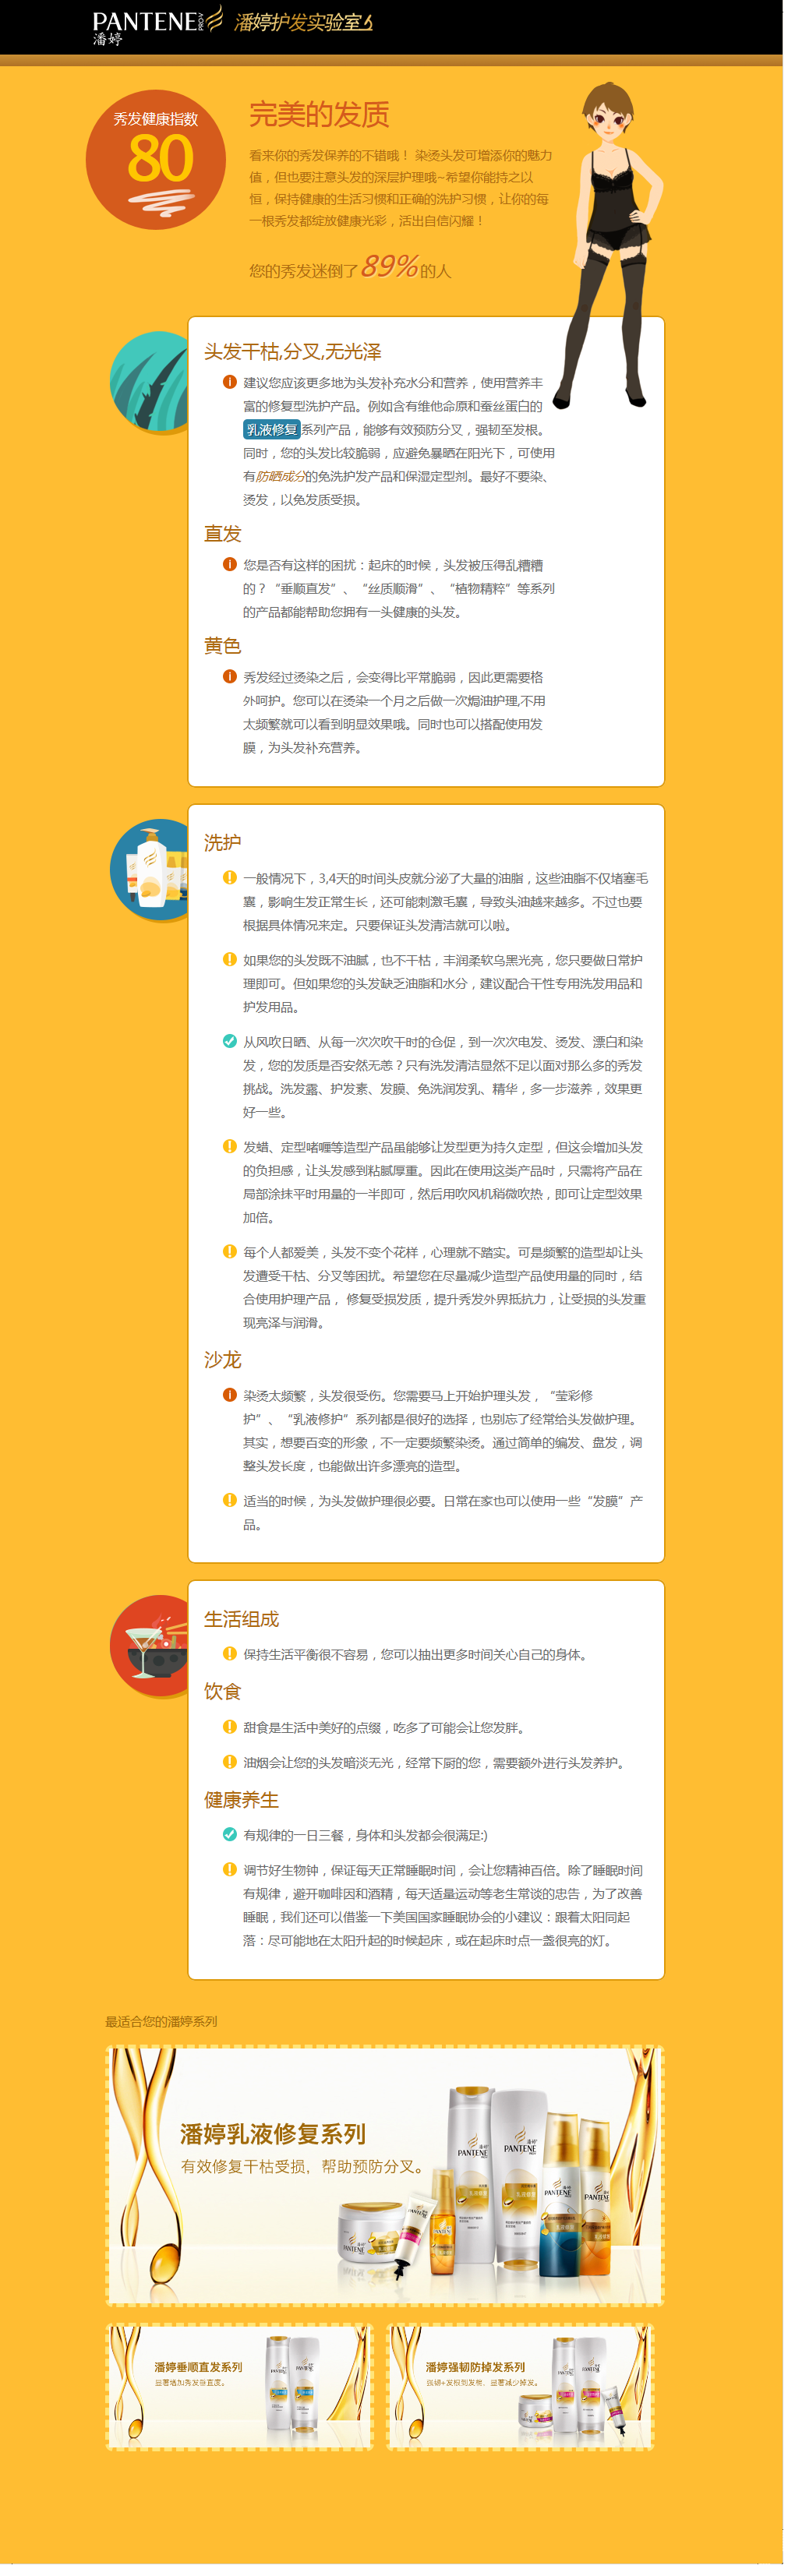 PANTENE
PRO-V
潘婷
潘婷护发实验室
秀发健康指数
80
完美的发质
看来你的秀发保养的不错哦！ 染烫头发可增添你的魅力
值，但也要注意头发的深层护理哦~希望你能持之以
恒，保持健康的生活习惯和正确的洗护习惯，让你的每
一根秀发都绽放健康光彩，活出自信闪耀！
您的秀发迷倒了89%的人
头发干枯,分叉,无光泽
建议您应该更多地为头发补充水分和营养，使用营养丰
富的修复型洗护产品。例如含有维他命原和蚕丝蛋白的
乳液修复系列产品，能够有效预防分叉，强韧至发根。
同时，您的头发比较脆弱，应避免暴晒在阳光下，可使用
有防晒成分的免洗护发产品和保湿定型剂。最好不要染、
烫发，以免发质受损。
直发
您是否有这样的困扰：起床的时候，头发被压得乱糟糟
的？“垂顺直发”、“丝质顺滑”、“植物精粹”等系列
的产品都能帮助您拥有一头健康的头发。
黄色
秀发经过烫染之后，会变得比平常脆弱，因此更需要格
外呵护。您可以在烫染一个月之后做一次焗油护理,不用
太频繁就可以看到明显效果哦。同时也可以搭配使用发
膜，为头发补充营养。
洗护
一般情况下，3,4天的时间头皮就分泌了大量的油脂，这些油脂不仅堵塞毛
囊，影响生发正常生长，还可能刺激毛囊，导致头油越来越多。不过也要
根据具体情况来定。只要保证头发清洁就可以啦。
如果您的头发既不油腻，也不干枯，丰润柔软乌黑光亮，您只要做日常护
理即可。但如果您的头发缺乏油脂和水分，建议配合干性专用洗发用品和
护发用品。
从风吹日晒、从每一次次吹干时的仓促，到一次次电发、烫发、漂白和染
发，您的发质是否安然无恙？只有洗发清洁显然不足以面对那么多的秀发
挑战。洗发露、护发素、发膜、免洗润发乳、精华，多一步滋养，效果更
好一些。
发蜡、定型啫喱等造型产品虽能够让发型更为持久定型，但这会增加头发
的负担感，让头发感到粘腻厚重。因此在使用这类产品时，只需将产品在
局部涂抹平时用量的一半即可，然后用吹风机稍微吹热，即可让定型效果
加倍。
每个人都爱美，头发不变个花样，心理就不踏实。可是频繁的造型却让头
发遭受干枯、分叉等困扰。希望您在尽量减少造型产品使用量的同时，结
合使用护理产品， 修复受损发质，提升秀发外界抵抗力，让受损的头发重
现亮泽与润滑。
沙龙
染烫太频繁，头发很受伤。您需要马上开始护理头发，“莹彩修
护”、“乳液修护”系列都是很好的选择，也别忘了经常给头发做护理。
其实，想要百变的形象，不一定要频繁染烫。通过简单的编发、盘发，调
整头发长度，也能做出许多漂亮的造型。
适当的时候，为头发做护理很必要。日常在家也可以使用一些“发膜”产
品。
生活组成
保持生活平衡很不容易，您可以抽出更多时间关心自己的身体。
饮食
甜食是生活中美好的点缀，吃多了可能会让您发胖。
油烟会让您的头发暗淡无光，经常下厨的您，需要额外进行头发养护。
健康养生
有规律的一日三餐，身体和头发都会很满足:)
调节好生物钟，保证每天正常睡眠时间，会让您精神百倍。除了睡眠时间
有规律，避开咖啡因和酒精，每天适量运动等老生常谈的忠告，为了改善
睡眠，我们还可以借鉴一下美国国家睡眠协会的小建议：跟着太阳同起
落：尽可能地在太阳升起的时候起床，或在起床时点一盏很亮的灯。
最适合您的潘婷系列
潘婷乳液修复系列
有效修复干枯受损，帮助预防分叉。
潘婷
PANTENE
潘婷
PANTENE
PANTENE
PANTENE
潘婷垂顺直发系列
显著增加秀发垂直度。
潘婷强韧防掉发系列
强韧+发根到发梢，显著减少掉发。